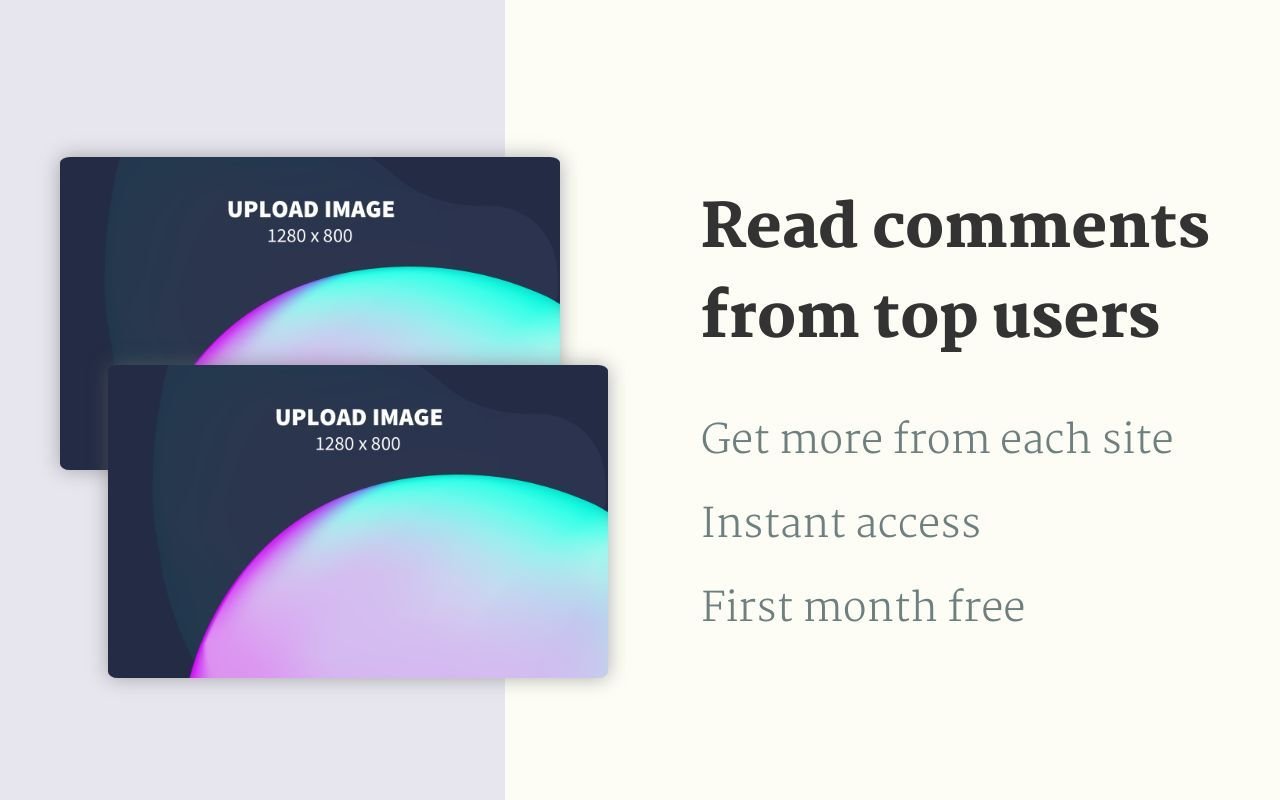 UPLOAD IMAGE
1280 x 800
UPLOAD IMAGE
1280 x 800
Read comments
from top users
Get more from each site
Instant access
First month free